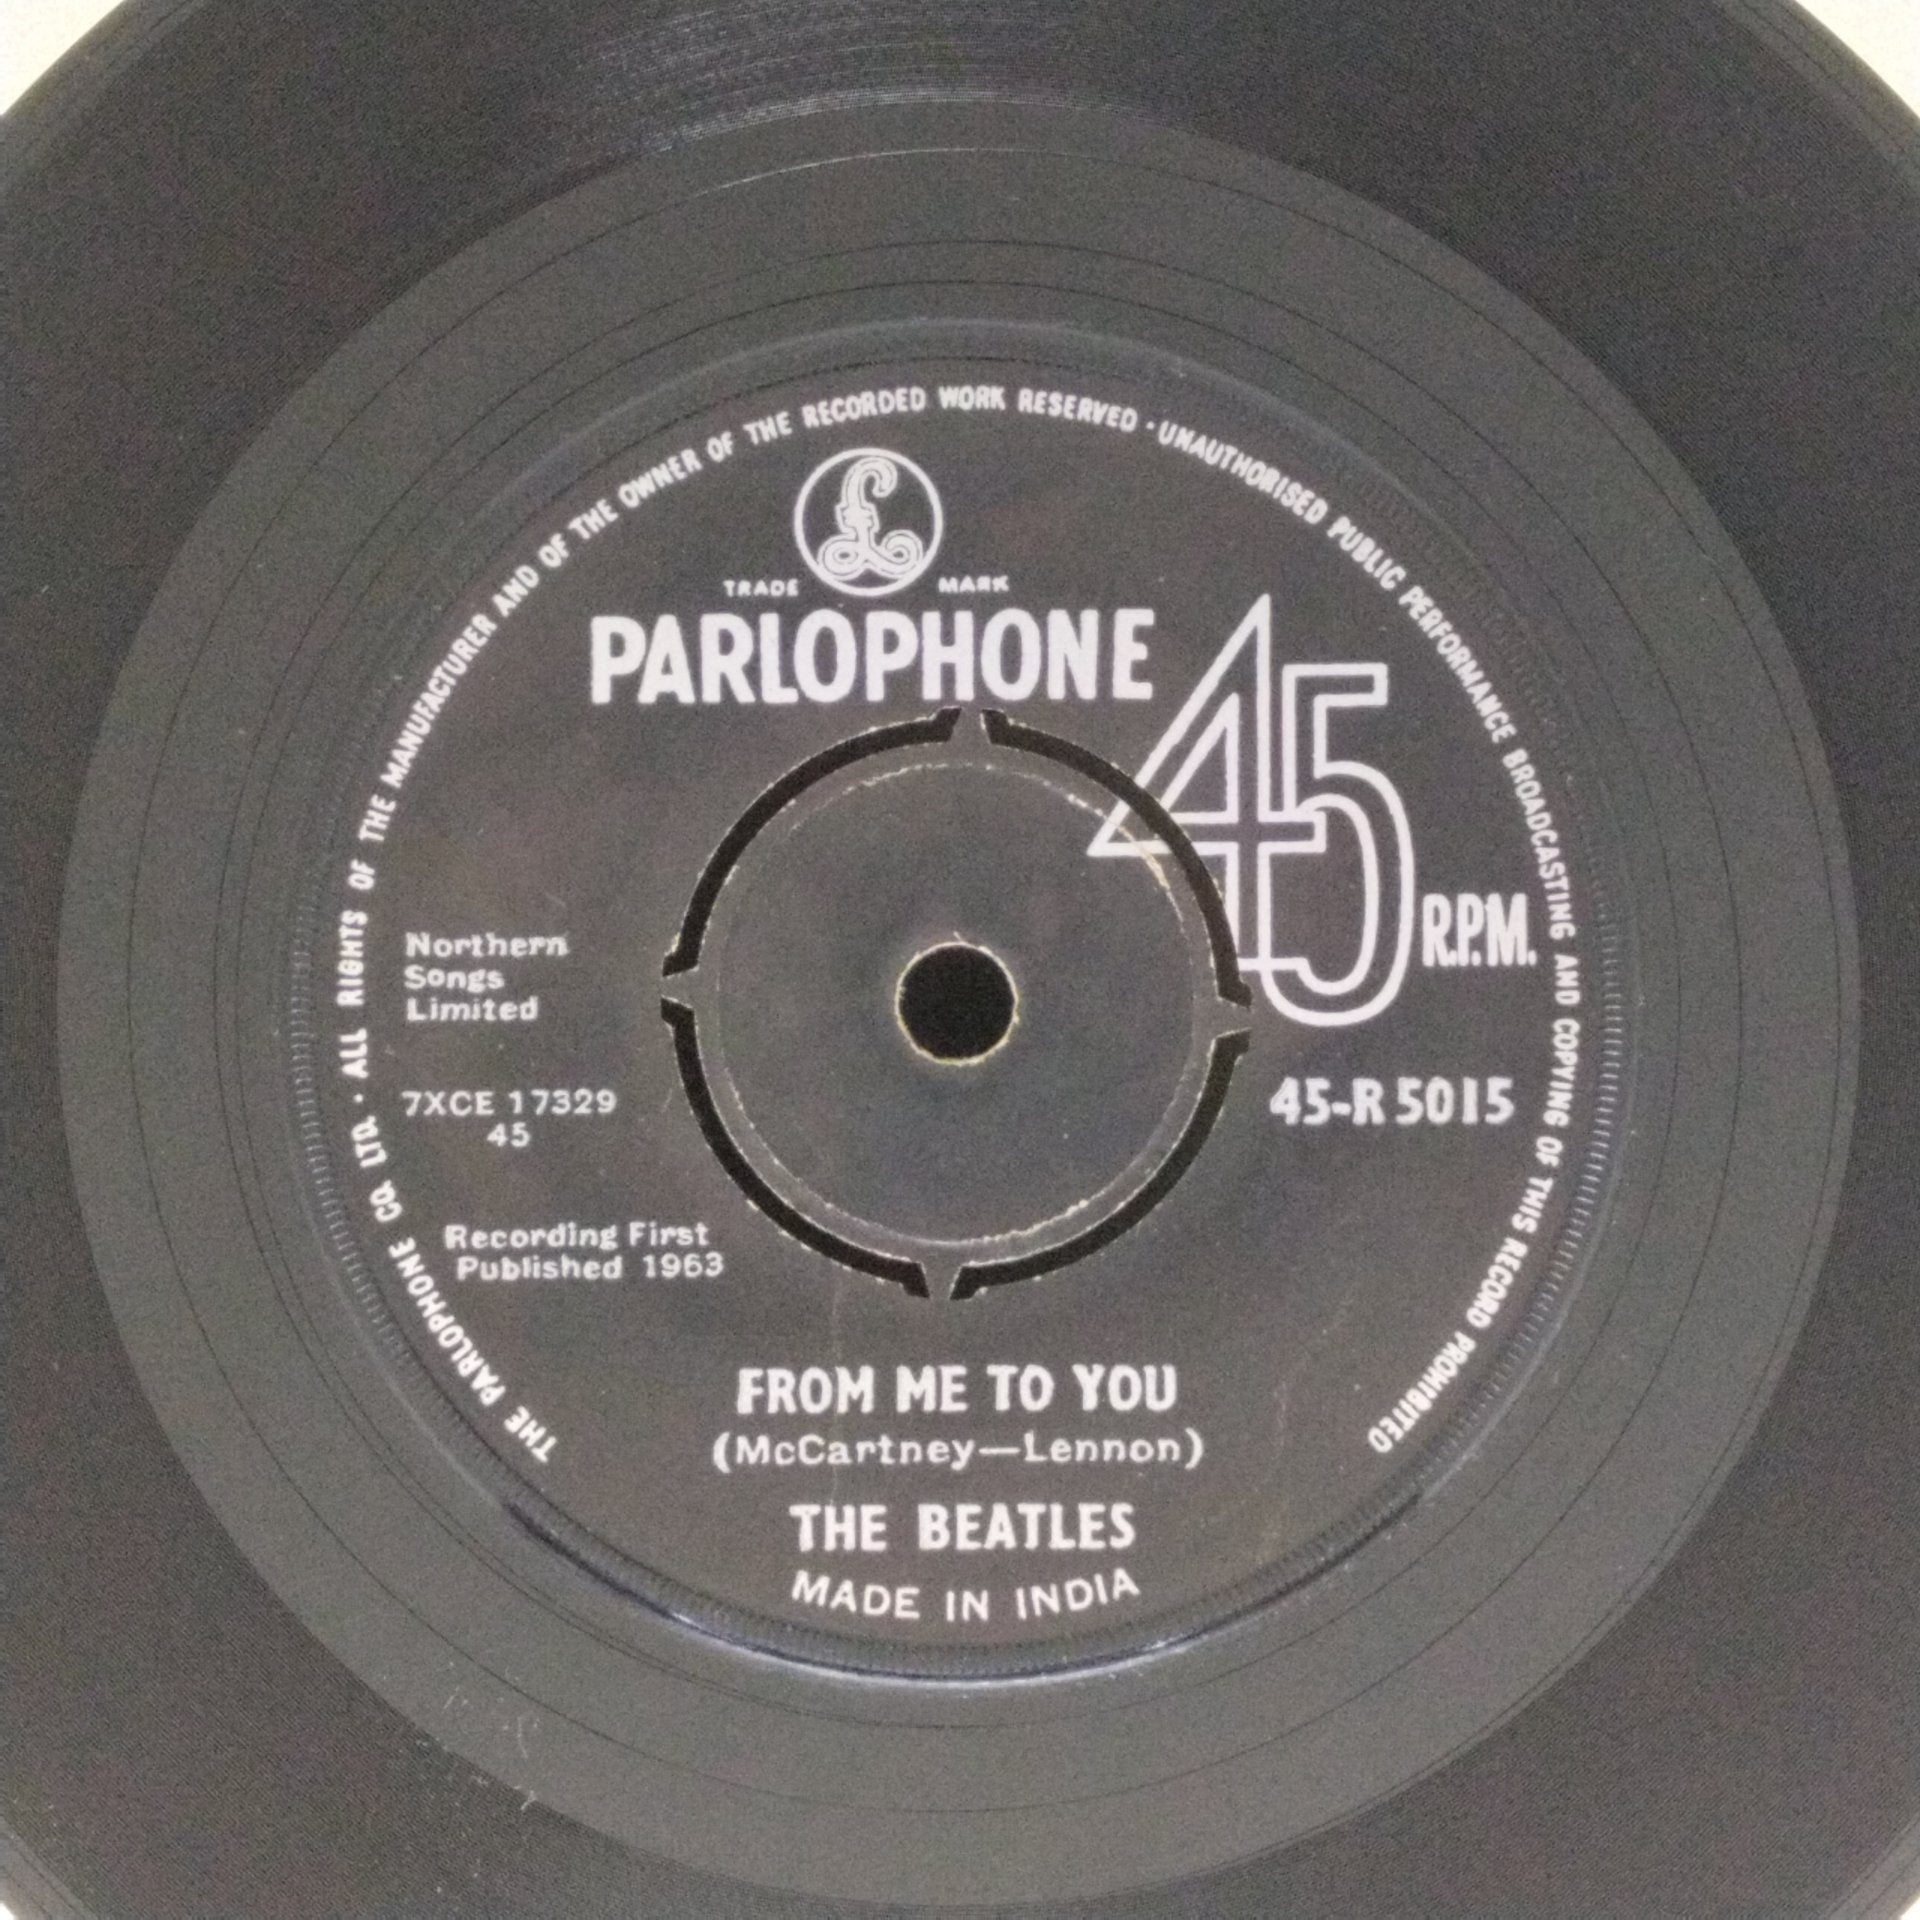 THE PARLOPHONE CO. LTD. · ALL RIGHTS OF THE MANUFACTURER AND OF THE OWNER OF THE RECORDED WORK RESERVED · UNAUTHORISED PUBLIC PERFORMANCE BROADCASTING AND COPYING OF THIS RECORD PROHIBITED
£
TRADE MARK
PARLOPHONE
45 R.P.M.
Northern
Songs
Limited
7XCE 17329
45
45-R 5015
Recording First
Published 1963
FROM ME TO YOU
(McCartney—Lennon)
THE BEATLES
MADE IN INDIA